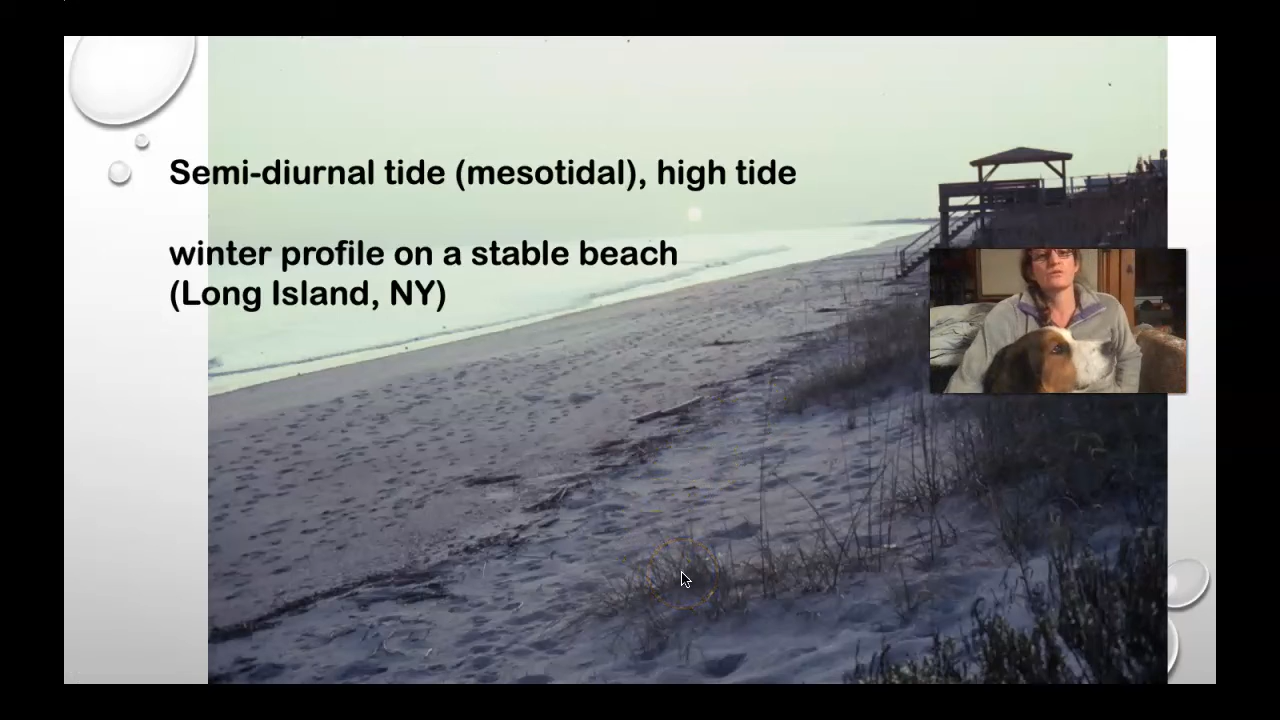 Semi-diurnal tide (mesotidal), high tide
winter profile on a stable beach
(Long Island, NY)